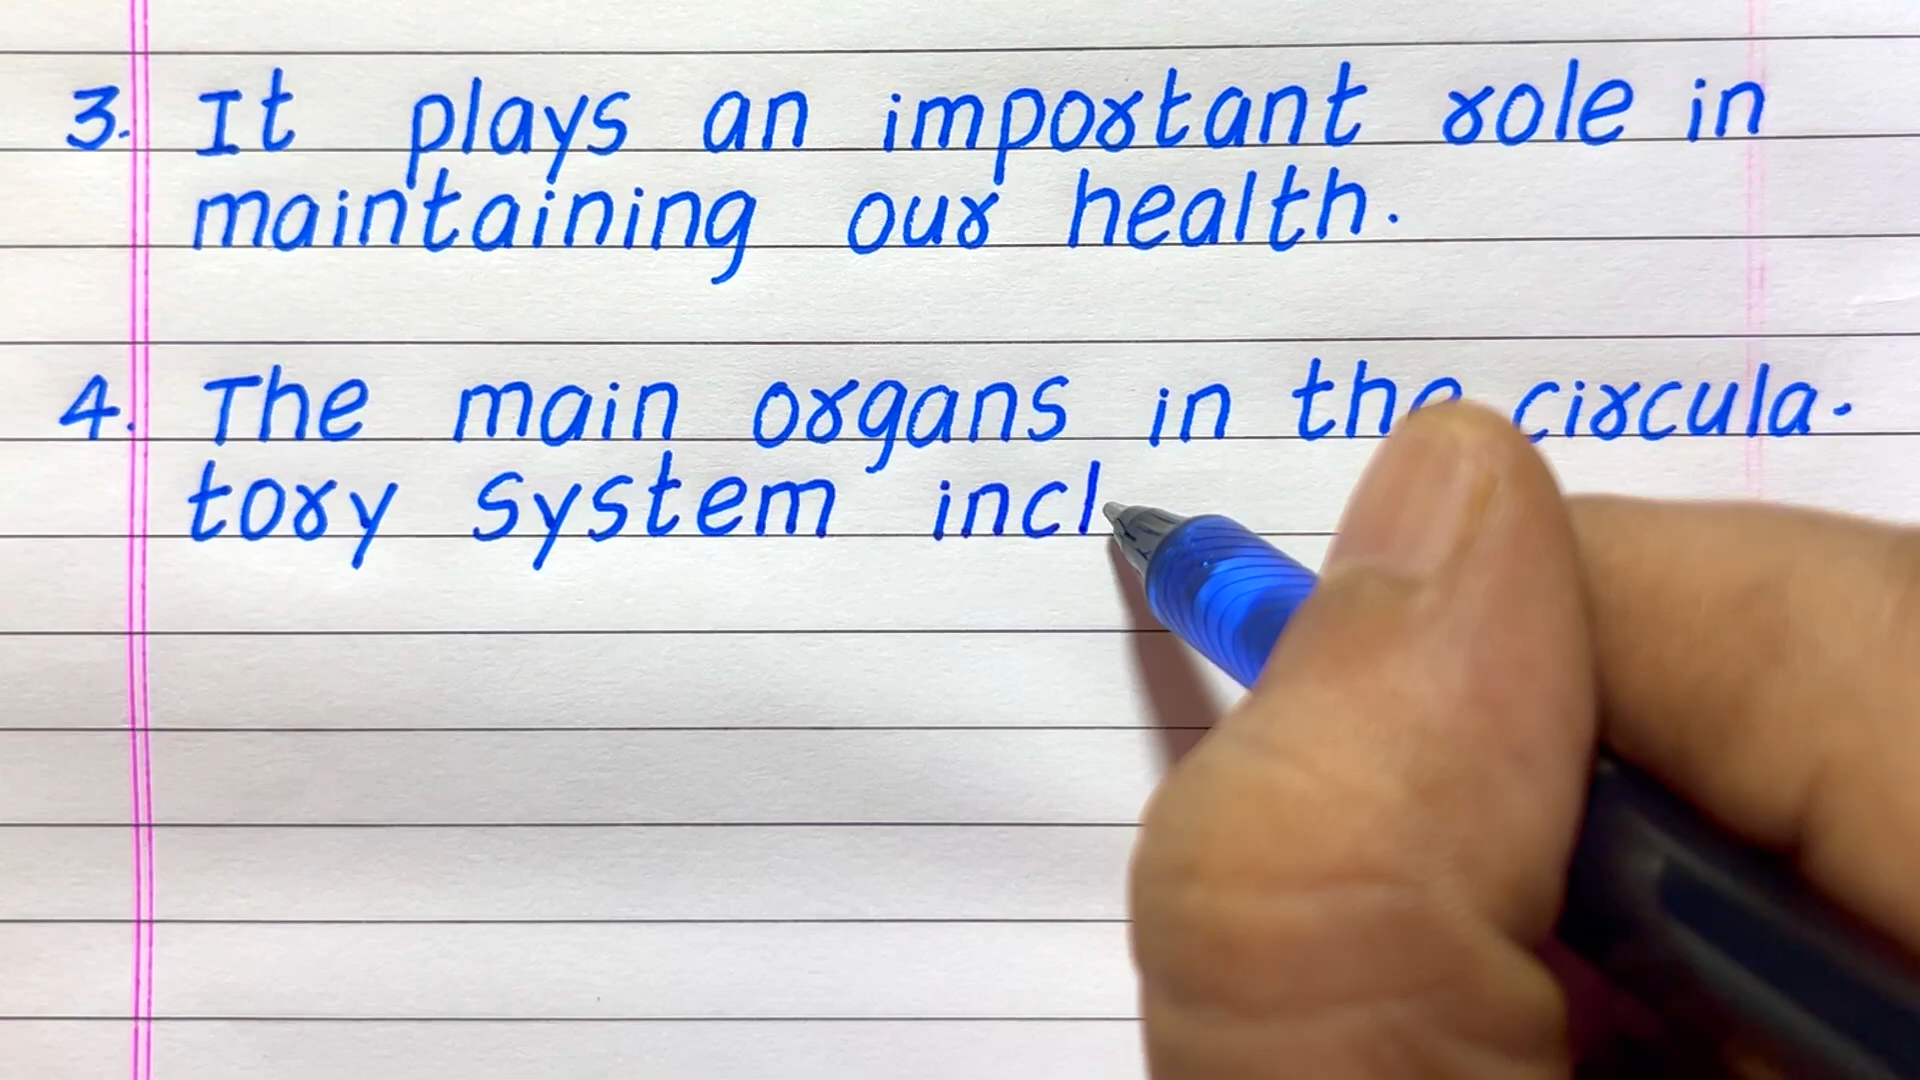 3. It plays an important role in
maintaining our health.
4. The main organs in the circula-
tory system incl